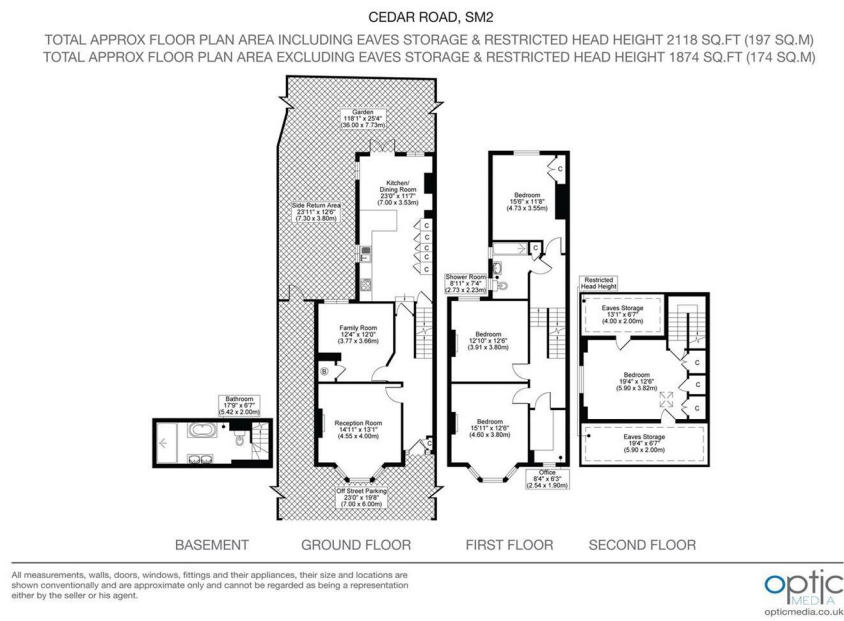 CEDAR ROAD, SM2
TOTAL APPROX FLOOR PLAN AREA INCLUDING EAVES STORAGE & RESTRICTED HEAD HEIGHT 2118 SQ.FT (197 SQ.M)
TOTAL APPROX FLOOR PLAN AREA EXCLUDING EAVES STORAGE & RESTRICTED HEAD HEIGHT 1874 SQ.FT (174 SQ.M)
Garden
118'1" x 25'4"
(36.00 x 7.73m)
Kitchen/
Dining Room
23'0" x 11'7"
(7.00 x 3.53m)
C
C
C
C
Side Return Area
23'11" x 12'6"
(7.30 x 3.80m)
Family Room
12'4" x 12'0"
(3.77 x 3.66m)
B
Reception Room
14'11" x 13'1"
(4.55 x 4.00m)
C
Off Street Parking
23'0" x 19'8"
(7.00 x 6.00m)
Bathroom
17'9" x 6'7"
(5.42 x 2.00m)
C
Bedroom
15'6" x 11'8"
(4.73 x 3.55m)
C
Shower Room
8'11" x 7'4"
(2.73 x 2.23m)
Bedroom
12'10" x 12'6"
(3.91 x 3.80m)
Bedroom
15'11" x 12'6"
(4.60 x 3.80m)
Office
8'4" x 6'3"
(2.54 x 1.90m)
Restricted
Head Height
Eaves Storage
13'1" x 6'7"
(4.00 x 2.00m)
Bedroom
19'4" x 12'6"
(5.90 x 3.82m)
C
C
C
Eaves Storage
19'4" x 6'7"
(5.90 x 2.00m)
BASEMENT
GROUND FLOOR
FIRST FLOOR
SECOND FLOOR
All measurements, walls, doors, windows, fittings and their appliances, their size and locations are
shown conventionally and are approximate only and cannot be regarded as being a representation
either by the seller or his agent.
optic
MEDIA
opticmedia.co.uk